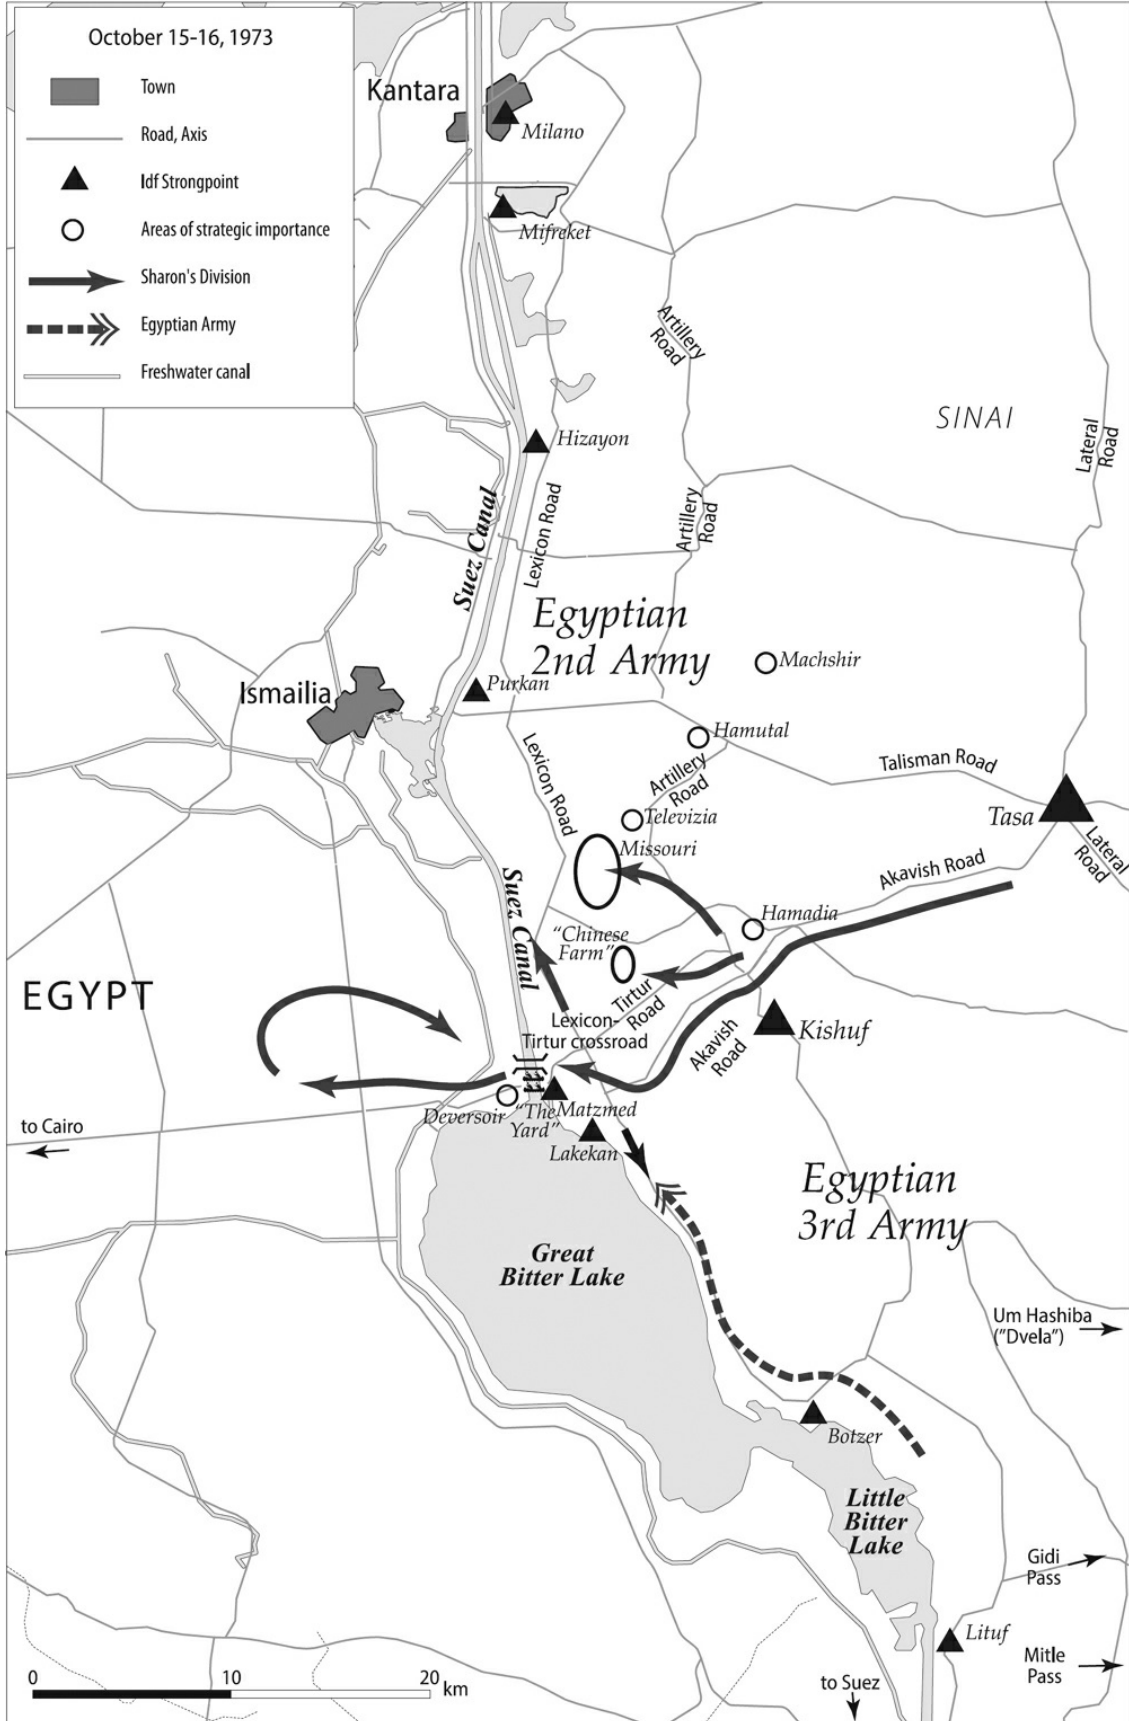 October 15-16, 1973
Town
Road, Axis
Idf Strongpoint
Areas of strategic importance
Sharon's Division
Egyptian Army
Freshwater canal
Kantara
Milano
Mifreket
Artillery
Road
SINAI
Lateral
Road
Hizayon
Suez Canal
Lexicon Road
Artillery
Road
Egyptian
2nd Army
Machshir
Ismailia
Purkan
Hamutal
Lexicon Road
Artillery
Road
Talisman Road
Tasa
Lateral
Road
Televizia
Missouri
Akavish Road
Suez Canal
Hamadia
"Chinese
Farm"
EGYPT
Tirtur
Road
Lexicon-
Tirtur crossroad
Akavish
Road
Kishuf
Deversoir
"The
Yard"
Matzmed
Lakekan
to Cairo
Egyptian
3rd Army
Great
Bitter Lake
Um Hashiba
("Dvela")
Botzer
Little
Bitter
Lake
Gidi
Pass
Lituf
Mitle
Pass
to Suez
0 10 20 km